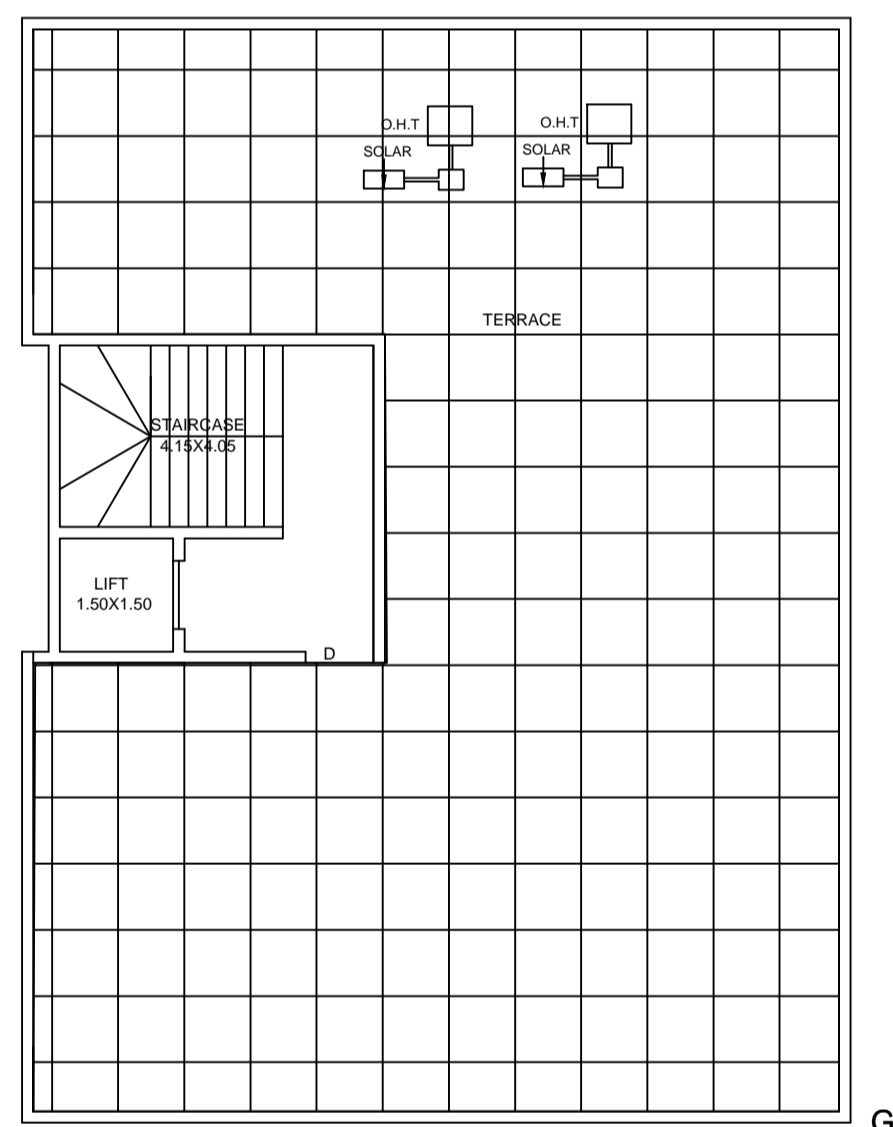 O.H.T
O.H.T
SOLAR
SOLAR
TERRACE
STAIRCASE
4.15X4.05
LIFT
1.50X1.50
D
G